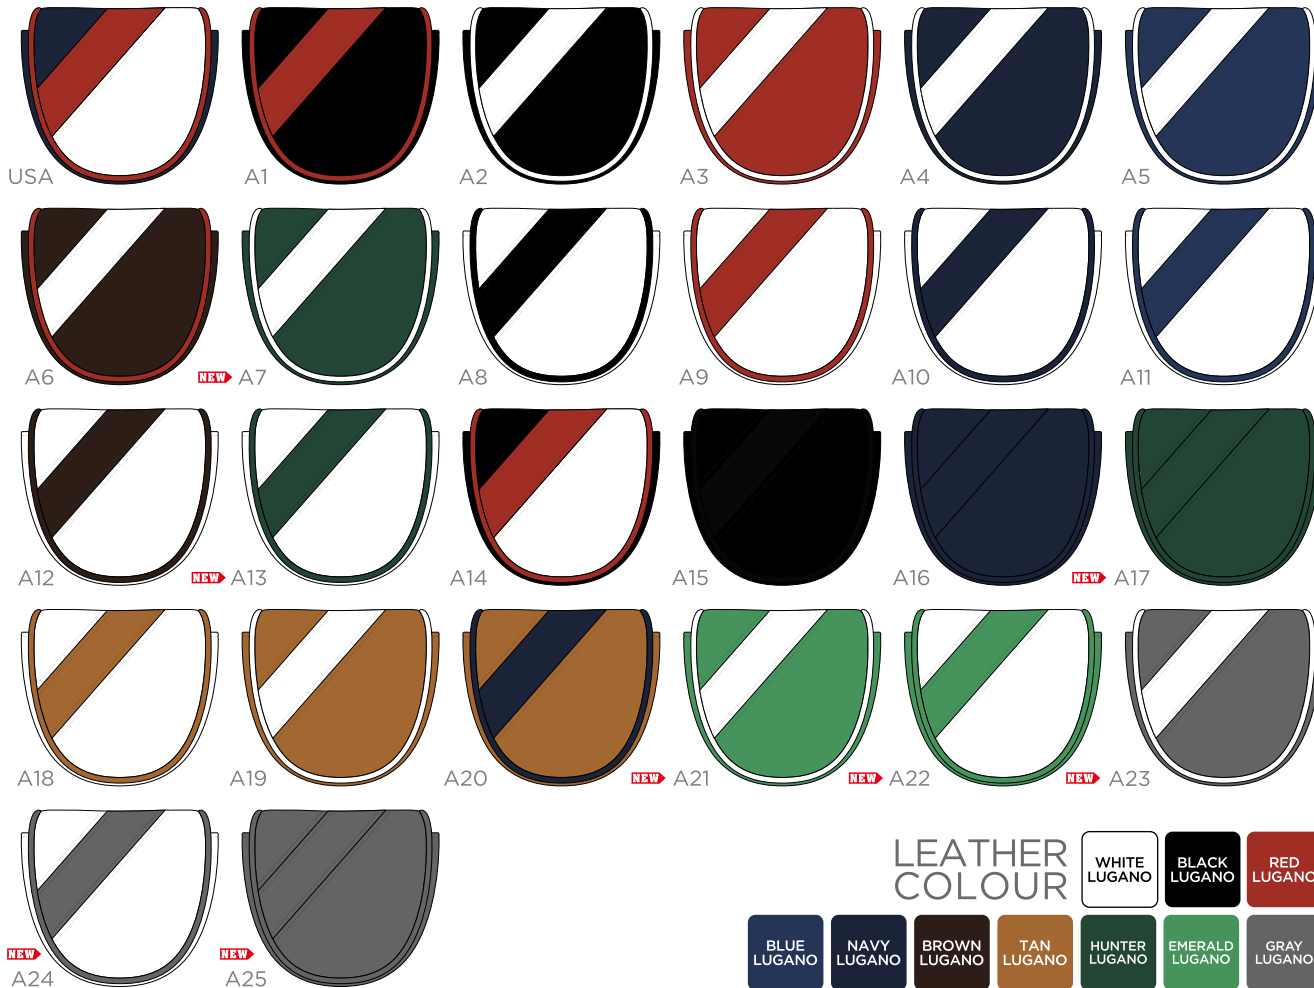 USA A1 A2 A3 A4 A5
A6 NEW A7 A8 A9 A10 A11
A12 NEW A13 A14 A15 A16 NEW A17
A18 A19 A20 NEW A21 NEW A22 NEW A23
NEW NEW
A24 A25
LEATHER
COLOUR
WHITE
LUGANO
BLACK
LUGANO
RED
LUGANO
BLUE
LUGANO
NAVY
LUGANO
BROWN
LUGANO
TAN
LUGANO
HUNTER
LUGANO
EMERALD
LUGANO
GRAY
LUGANO